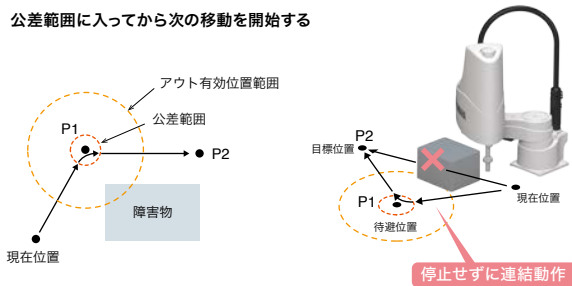 公差範囲に入ってから次の移動を開始する
アウト有効位置範囲
公差範囲
P1
P2
障害物
現在位置
P2
目標位置
現在位置
P1
待避位置
停止せずに連結動作